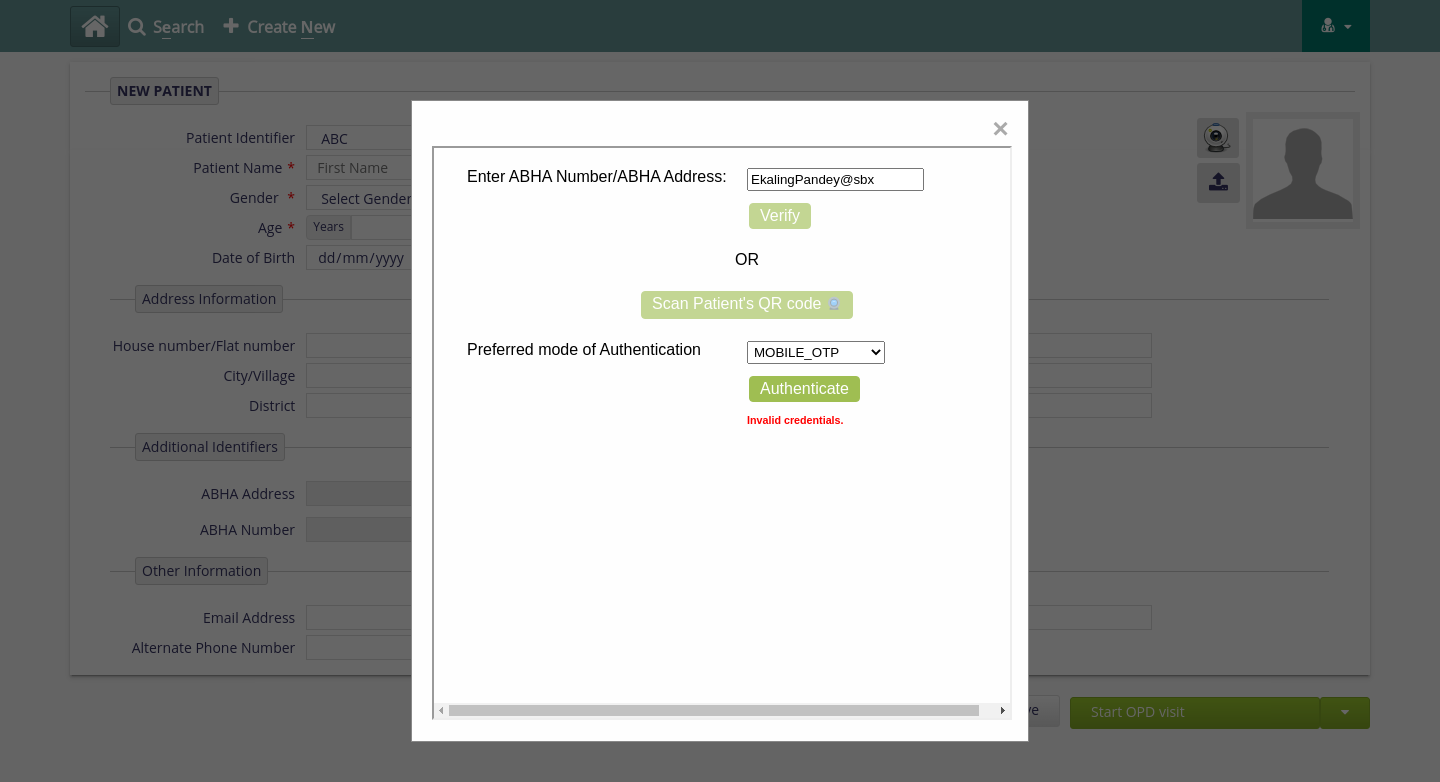 Search Create New
NEW PATIENT
×
Patient Identifier ABC
Patient Name * First Name
Gender * Select Gender
Age * Years
Date of Birth dd/mm/yyyy
Enter ABHA Number/ABHA Address: EkalingPandey@sbx
Verify
OR
Scan Patient's QR code
Preferred mode of Authentication MOBILE_OTP
Authenticate
Invalid credentials.
Address Information
House number/Flat number
City/Village
District
Additional Identifiers
ABHA Address
ABHA Number
Other Information
Email Address
Alternate Phone Number
Start OPD visit